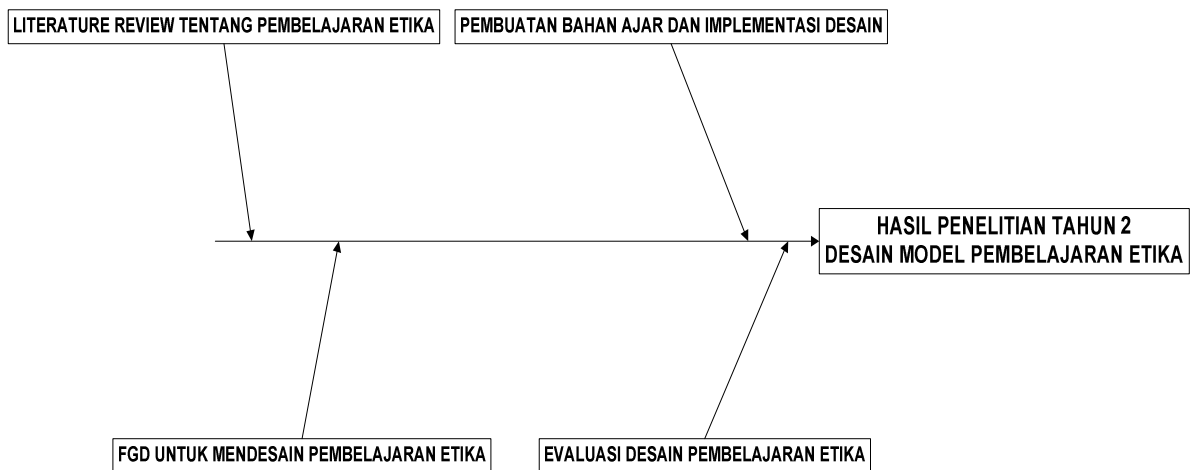 LITERATURE REVIEW TENTANG PEMBELAJARAN ETIKA
PEMBUATAN BAHAN AJAR DAN IMPLEMENTASI DESAIN
HASIL PENELITIAN TAHUN 2
DESAIN MODEL PEMBELAJARAN ETIKA
FGD UNTUK MENDESAIN PEMBELAJARAN ETIKA
EVALUASI DESAIN PEMBELAJARAN ETIKA